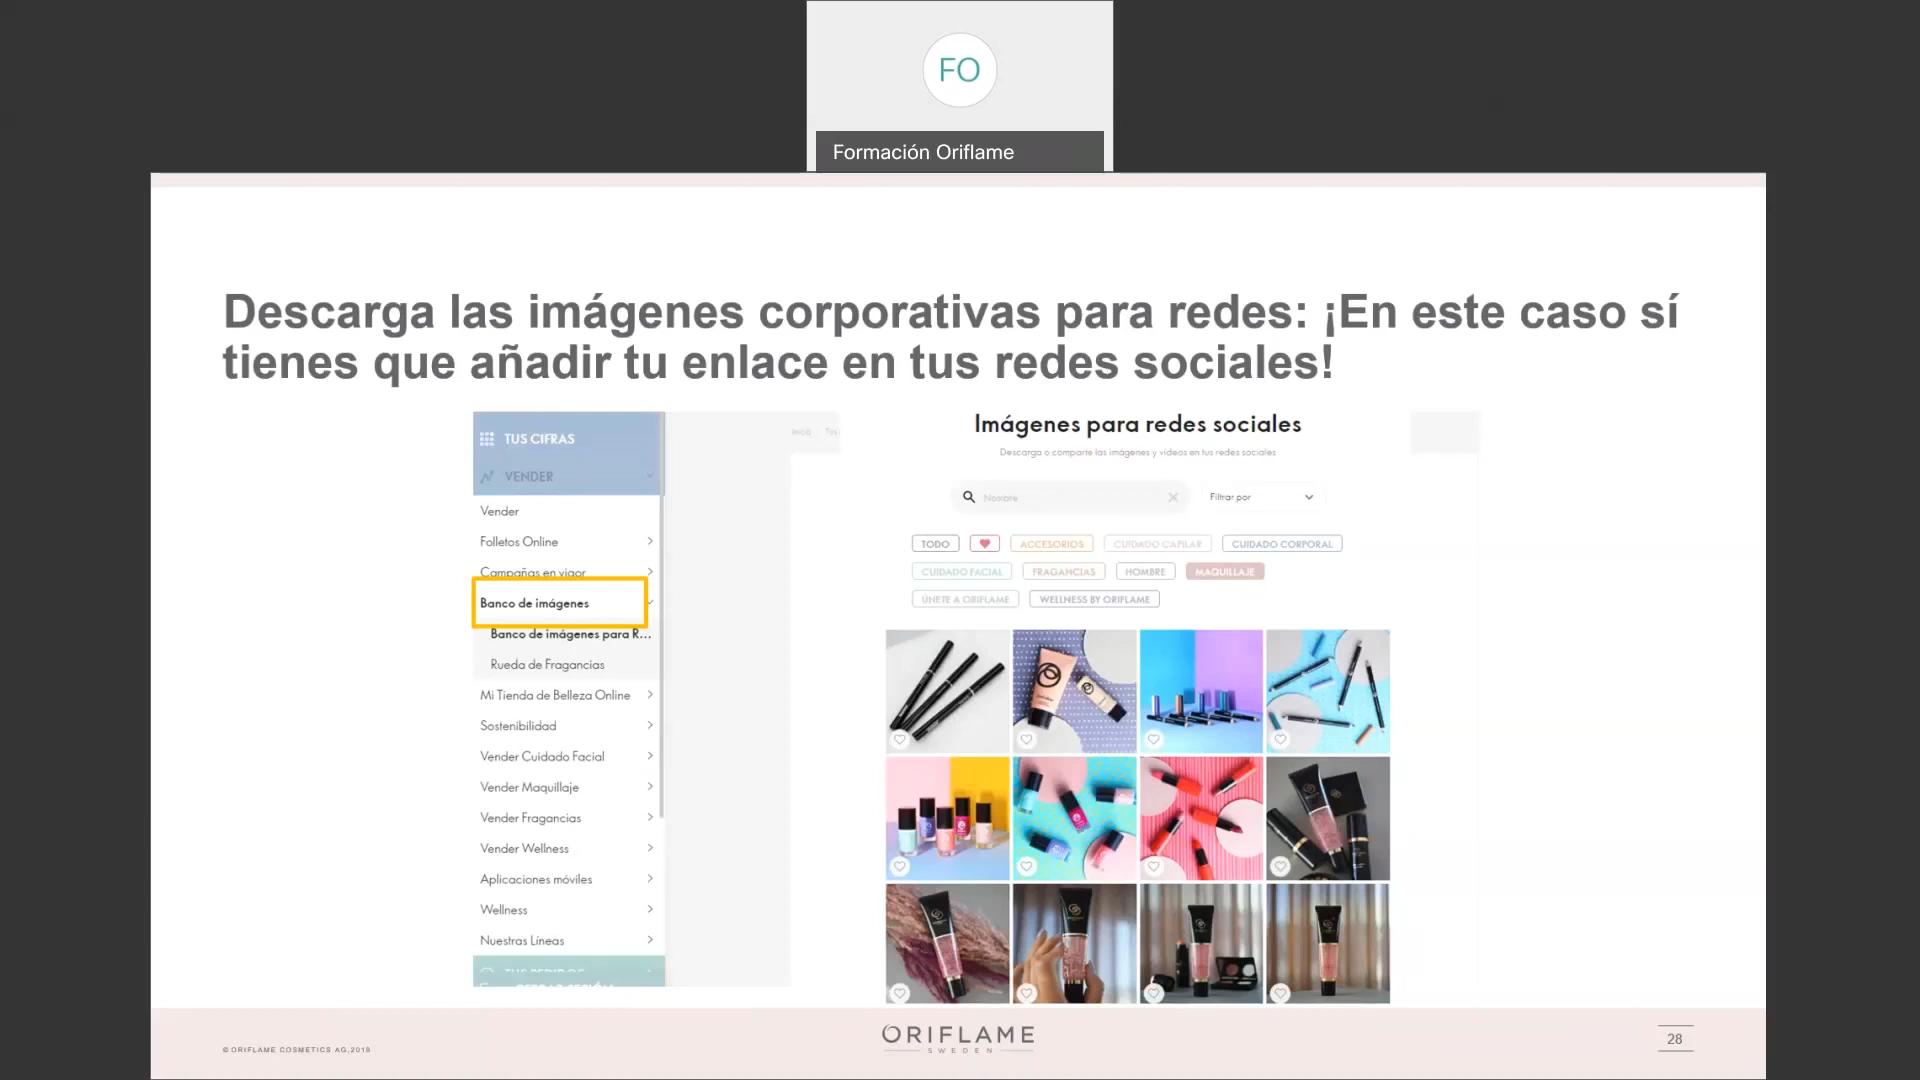 FO
Formación Oriflame
Descarga las imágenes corporativas para redes: ¡En este caso sí
tienes que añadir tu enlace en tus redes sociales!
TUS CIFRAS
VENDER
Vender
Folletos Online
Campañas en vigor
Banco de imágenes
Banco de imágenes para R...
Rueda de Fragancias
Mi Tienda de Belleza Online
Sostenibilidad
Vender Cuidado Facial
Vender Maquillaje
Vender Fragancias
Vender Wellness
Aplicaciones móviles
Wellness
Nuestras Líneas
Inicio
Imágenes para redes sociales
Descarga o comparte las imágenes y vídeos en tus redes sociales
Nombre
Filtrar por
TODO ACCESORIOS CUIDADO CAPILAR CUIDADO CORPORAL
CUIDADO FACIAL FRAGANCIAS HOMBRE MAQUILLAJE
ÚNETE A ORIFLAME WELLNESS BY ORIFLAME
© ORIFLAME COSMETICS AG,2019
ORIFLAME
SWEDEN
28